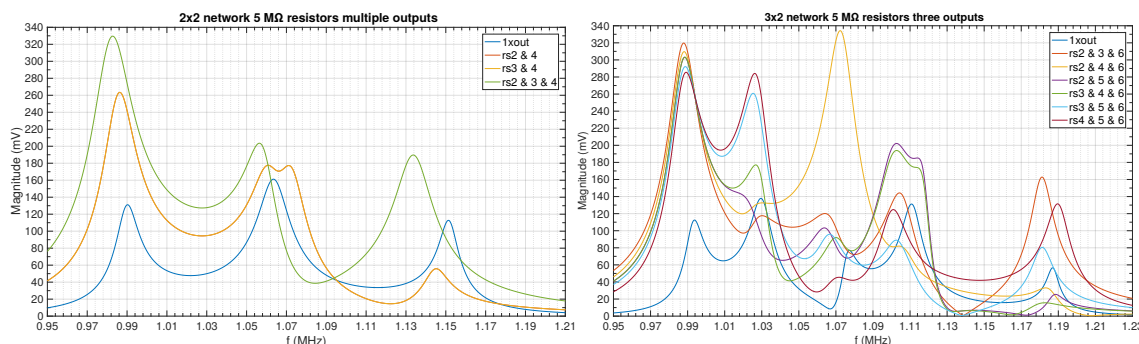 2x2 network 5 MΩ resistors multiple outputs
Magnitude (mV)
340
320
300
280
260
240
220
200
180
160
140
120
100
80
60
40
20
0
1xout
rs2 & 4
rs3 & 4
rs2 & 3 & 4
0.95 0.97 0.99 1.01 1.03 1.05 1.07 1.09 1.11 1.13 1.15 1.17 1.19 1.21
f (MHz)
3x2 network 5 MΩ resistors three outputs
Magnitude (mV)
340
320
300
280
260
240
220
200
180
160
140
120
100
80
60
40
20
0
1xout
rs2 & 3 & 6
rs2 & 4 & 6
rs2 & 5 & 6
rs3 & 4 & 6
rs3 & 5 & 6
rs4 & 5 & 6
0.95 0.97 0.99 1.01 1.03 1.05 1.07 1.09 1.11 1.13 1.15 1.17 1.19 1.21 1.23
f (MHz)